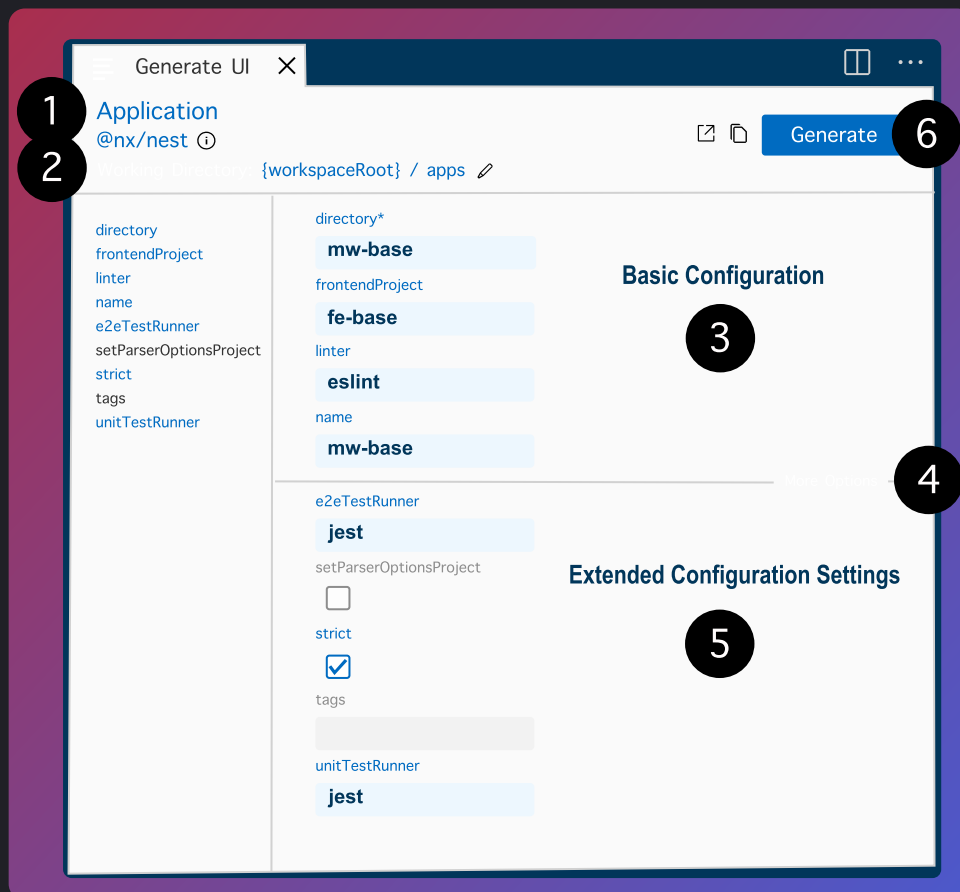 Generate UI
1
Application
@nx/nest
Generate
6
2
Working Directory: {workspaceRoot} / apps
directory
frontendProject
linter
name
e2eTestRunner
setParserOptionsProject
strict
tags
unitTestRunner
directory*
mw-base
frontendProject
fe-base
linter
eslint
name
mw-base
Basic Configuration
3
4
e2eTestRunner
jest
setParserOptionsProject
strict
tags
unitTestRunner
jest
Extended Configuration Settings
5